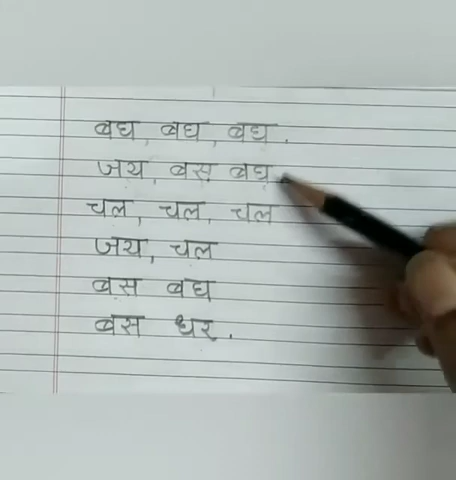 बघ, बघ, बघ.
जय, बस बघ
चल, चल, चल
जय, चल
बस बघ
बस धर.